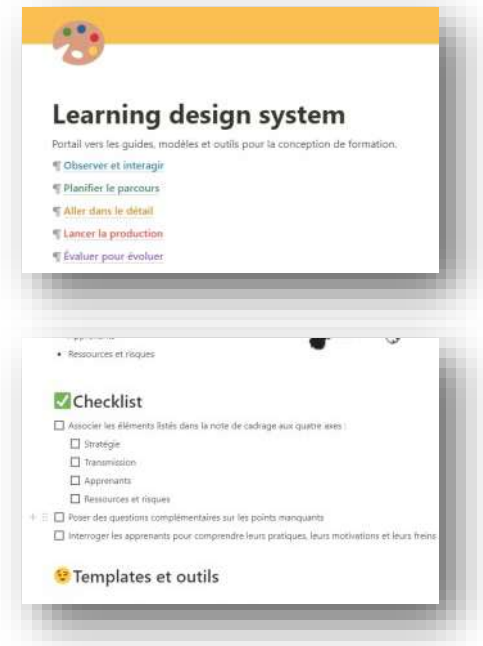 Learning design system
Portail vers les guides, modèles et outils pour la conception de formation.
¶ Observer et interagir
¶ Planifier le parcours
¶ Aller dans le détail
¶ Lancer la production
¶ Évaluer pour évoluer
• Ressources et risques
✅Checklist
Associer les éléments listés dans la note de cadrage aux quatre axes :
Stratégie
Transmission
Apprenants
Ressources et risques
Poser des questions complémentaires sur les points manquants
Interroger les apprenants pour comprendre leurs pratiques, leurs motivations et leurs freins
😉Templates et outils